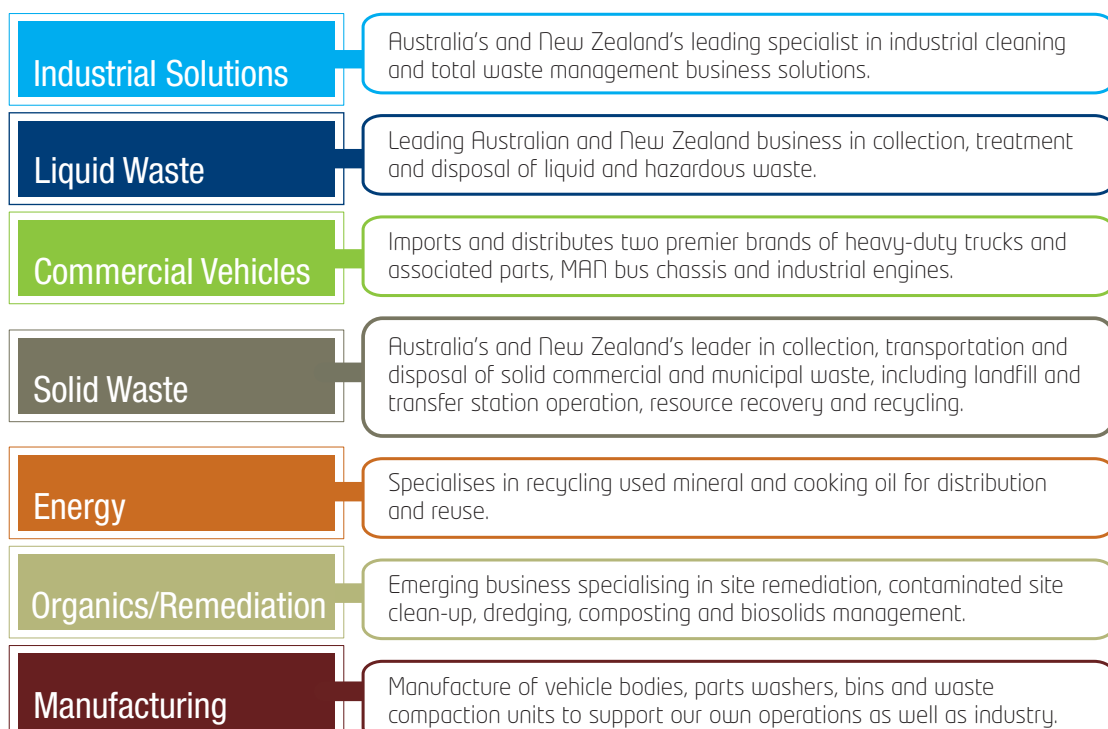 Industrial Solutions
Australia's and New Zealand's leading specialist in industrial cleaning
and total waste management business solutions.
Liquid Waste
Leading Australian and New Zealand business in collection, treatment
and disposal of liquid and hazardous waste.
Commercial Vehicles
Imports and distributes two premier brands of heavy-duty trucks and
associated parts, MAN bus chassis and industrial engines.
Solid Waste
Australia's and New Zealand's leader in collection, transportation and
disposal of solid commercial and municipal waste, including landfill and
transfer station operation, resource recovery and recycling.
Energy
Specialises in recycling used mineral and cooking oil for distribution
and reuse.
Organics/Remediation
Emerging business specialising in site remediation, contaminated site
clean-up, dredging, composting and biosolids management.
Manufacturing
Manufacture of vehicle bodies, parts washers, bins and waste
compaction units to support our own operations as well as industry.